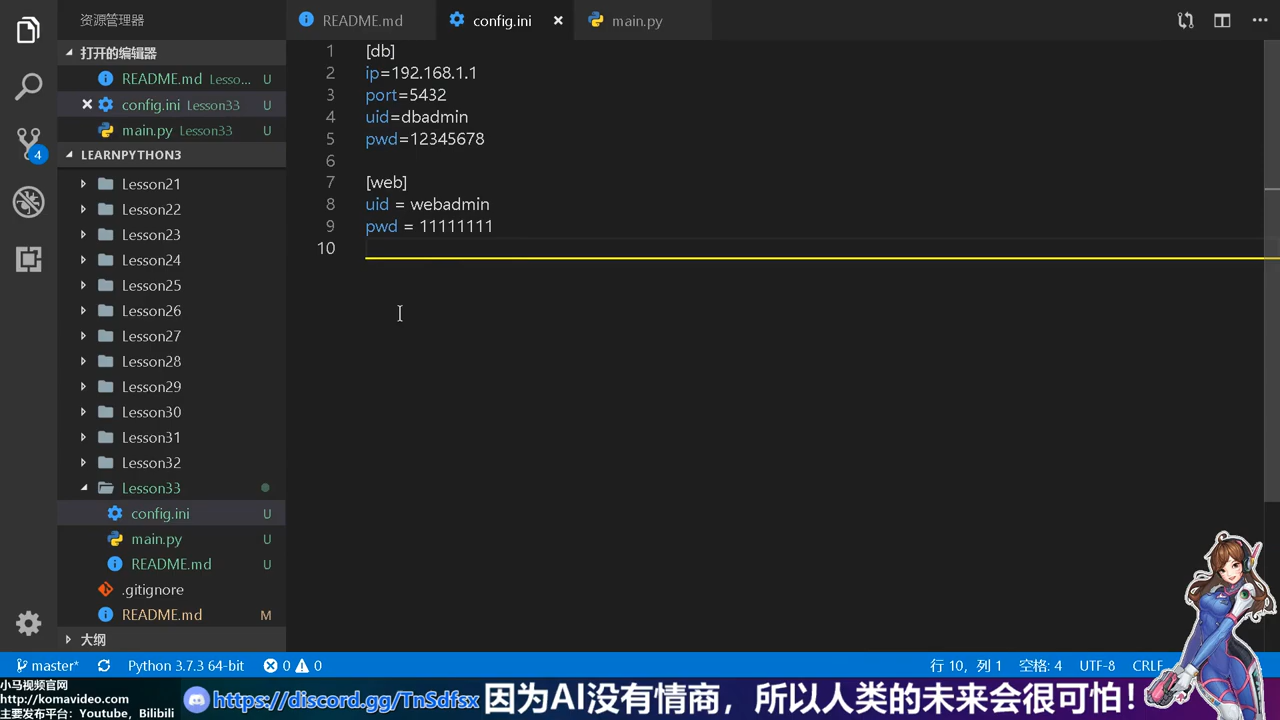 资源管理器
README.md
config.ini
main.py
打开的编辑器
README.md Lesso... U
config.ini Lesson33 U
main.py Lesson33 U
4
LEARNPYTHON3
Lesson21
Lesson22
Lesson23
Lesson24
Lesson25
Lesson26
Lesson27
Lesson28
Lesson29
Lesson30
Lesson31
Lesson32
Lesson33
config.ini U
main.py U
README.md U
.gitignore
README.md M
大纲
1 [db]
2 ip=192.168.1.1
3 port=5432
4 uid=dbadmin
5 pwd=12345678
6
7 [web]
8 uid = webadmin
9 pwd = 11111111
10
master* Python 3.7.3 64-bit 0 0 行 10，列 1 空格: 4 UTF-8 CRLF
小马视频官网
http://komavideo.com
主要发布平台: Youtube, Bilibili
https://discord.gg/TnSdfsx 因为AI没有情商，所以人类的未来会很可怕！